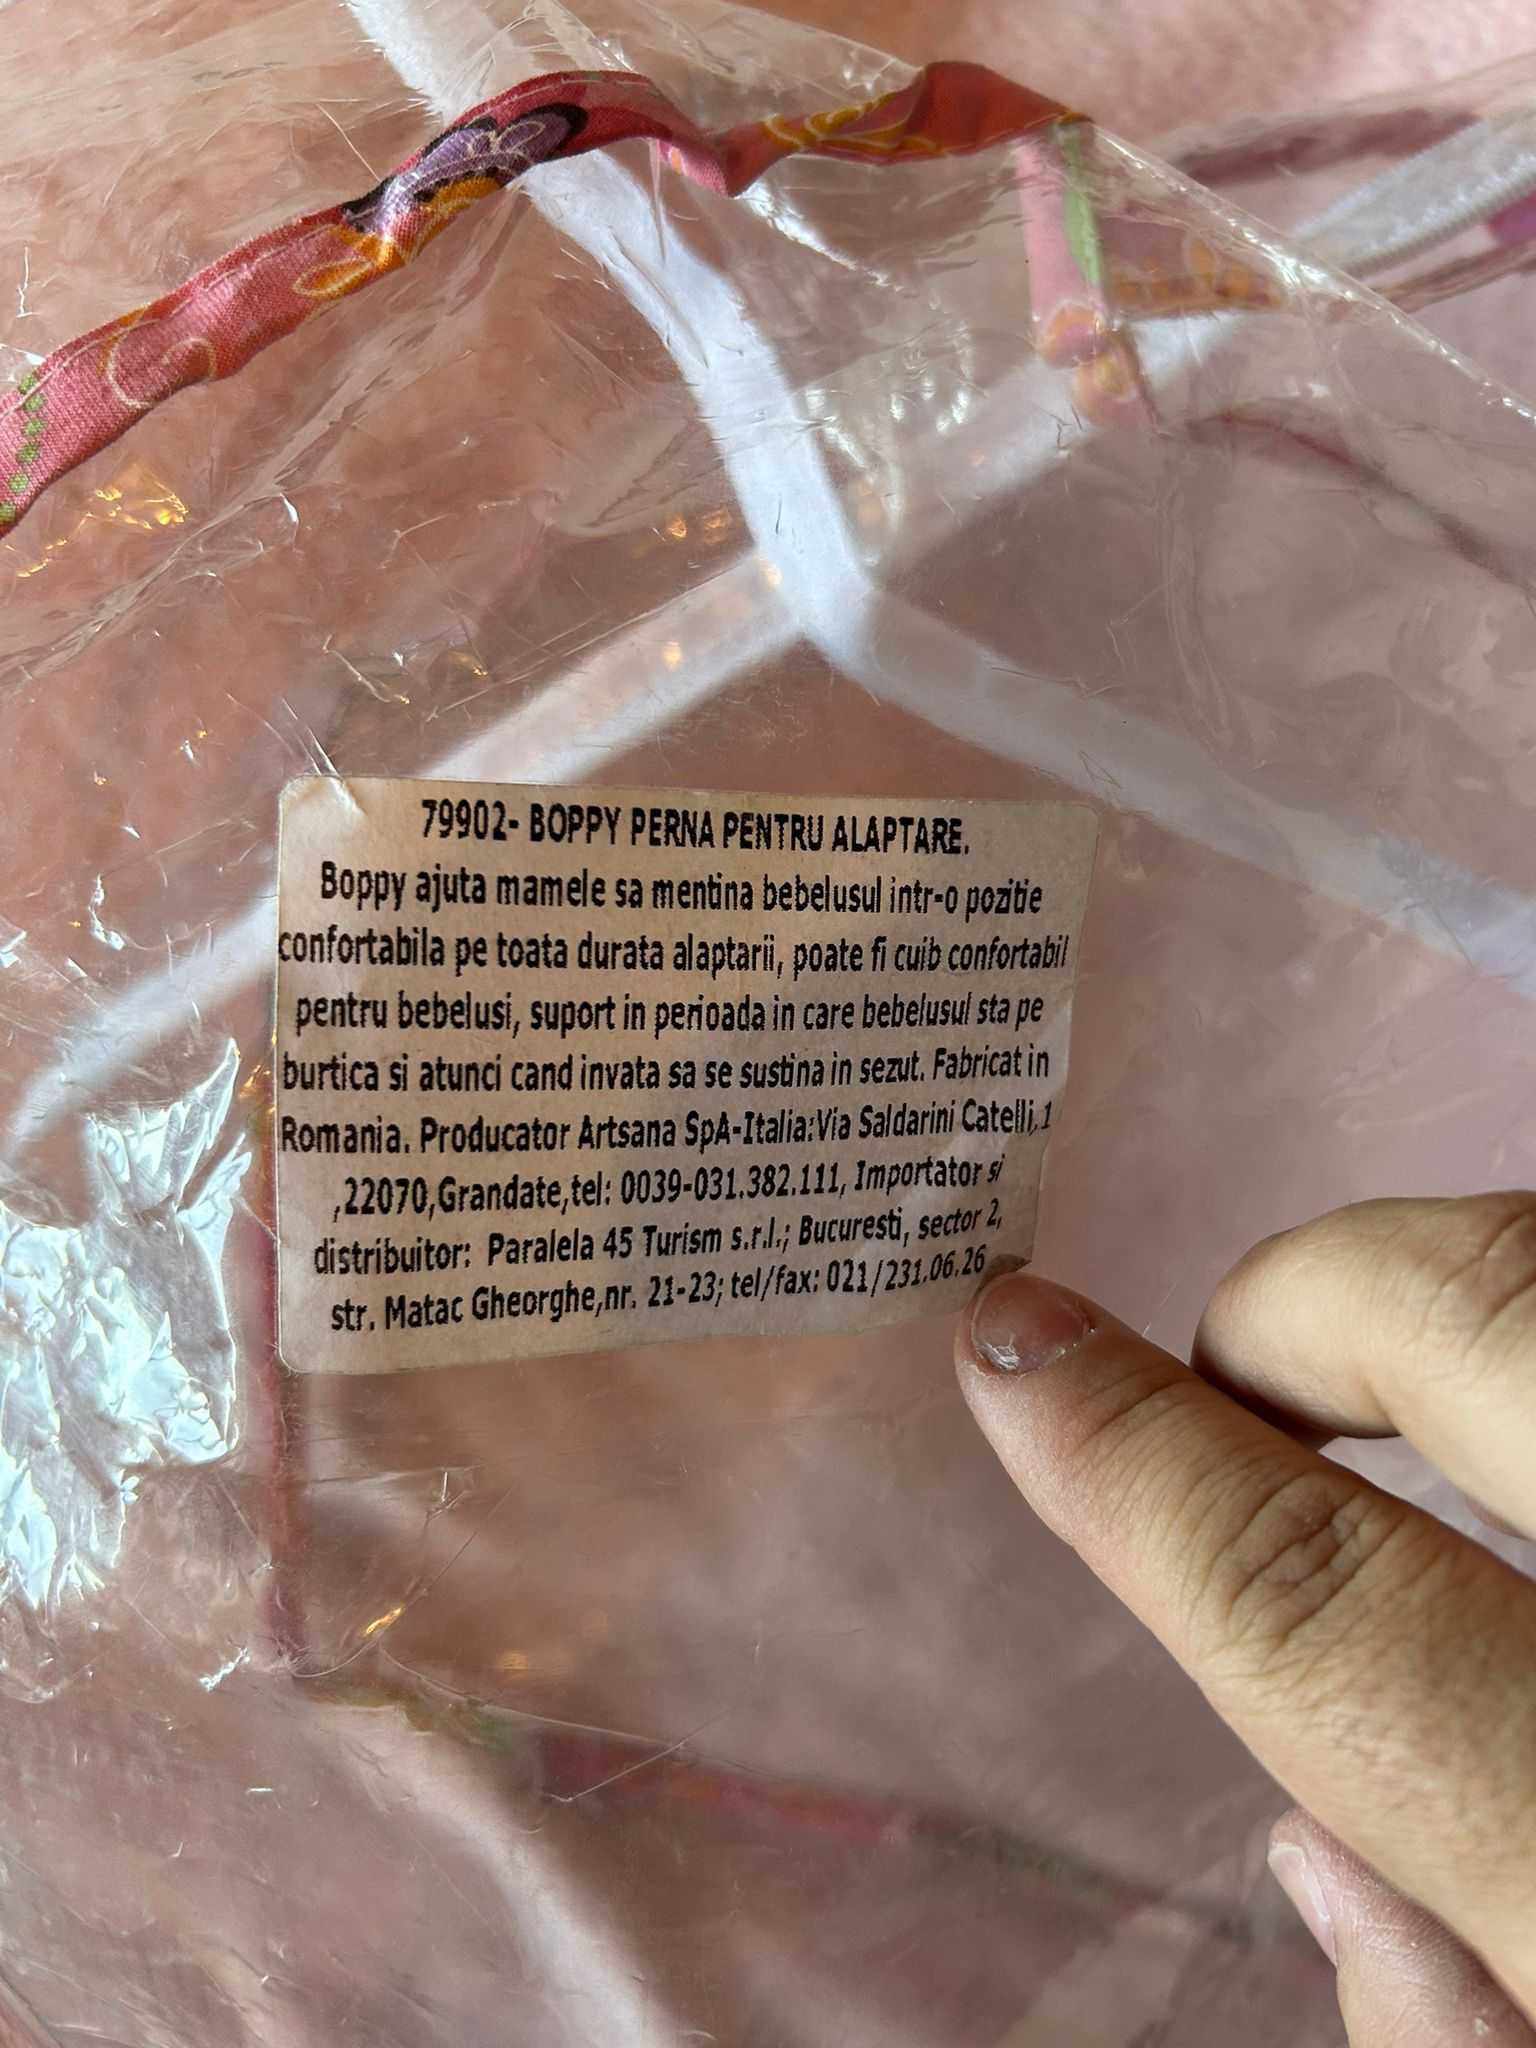 79902- BOPPY PERNA PENTRU ALAPTARE.
Boppy ajuta mamele sa mentina bebelusul intr-o pozitie
confortabila pe toata durata alaptarii, poate fi cuib confortabil
pentru bebelusi, suport in perioada in care bebelusul sta pe
burtica si atunci cand invata sa se sustina in sezut. Fabricat in
Romania. Producator Artsana SpA-Italia:Via Saldarini Catelli,1
,22070,Grandate,tel: 0039-031.382.111, Importator si
distribuitor: Paralela 45 Turism s.r.l.; Bucuresti, sector 2,
str. Matac Gheorghe,nr. 21-23; tel/fax: 021/231.06.26